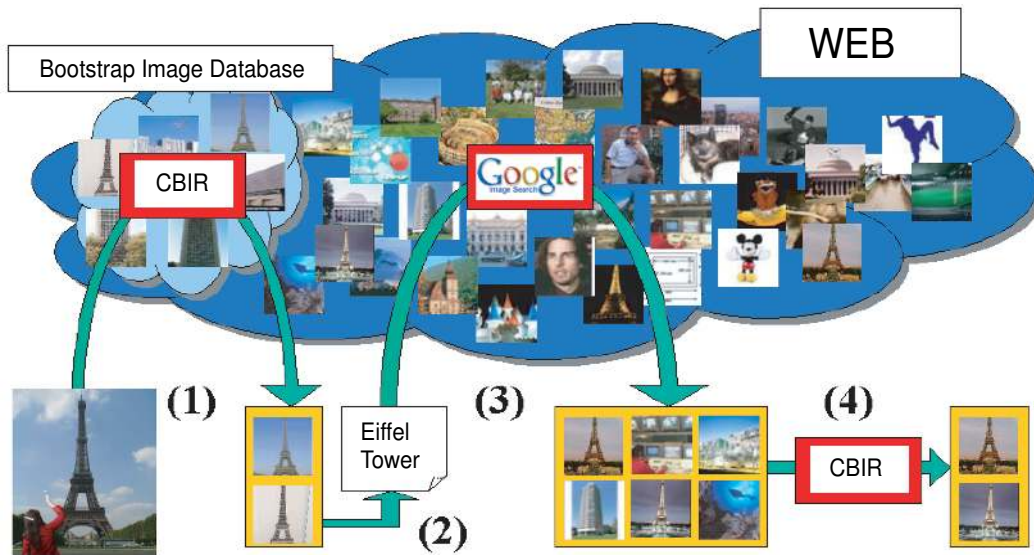 WEB
Bootstrap Image Database
CBIR
Google
Image Search
(1)
(3)
(4)
Eiffel
Tower
CBIR
(2)